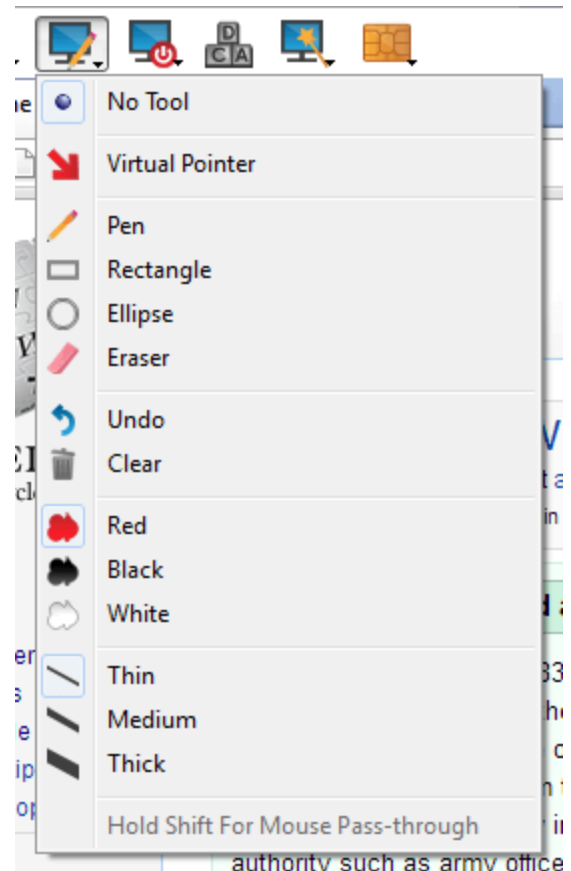 D
C A
No Tool
Virtual Pointer
Pen
Rectangle
Ellipse
Eraser
Undo
Clear
Red
Black
White
Thin
Medium
Thick
Hold Shift For Mouse Pass-through
authority such as army office